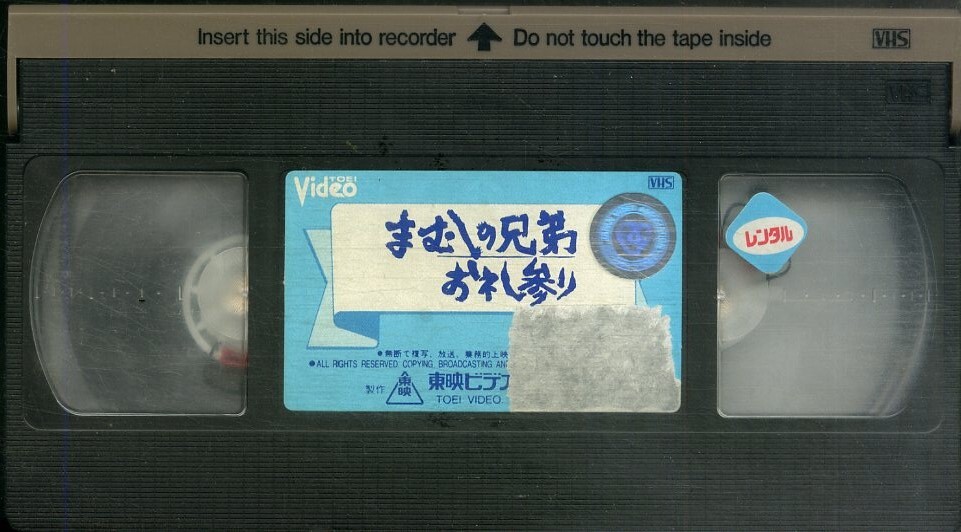 Insert this side into recorder Do not touch the tape inside VHS
VHS
TOEI
Video
VHS
まむしの兄弟
お礼参り
レンタル
●無断で複写、放送、業務的上映
●ALL RIGHTS RESERVED. COPYING, BROADCASTING AN
製作 東映 東映ビデオ
TOEI VIDEO